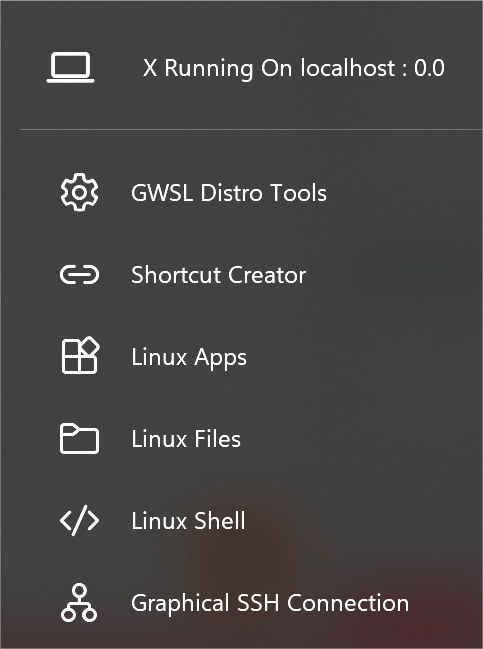 X Running On localhost : 0.0
GWSL Distro Tools
Shortcut Creator
Linux Apps
Linux Files
Linux Shell
Graphical SSH Connection